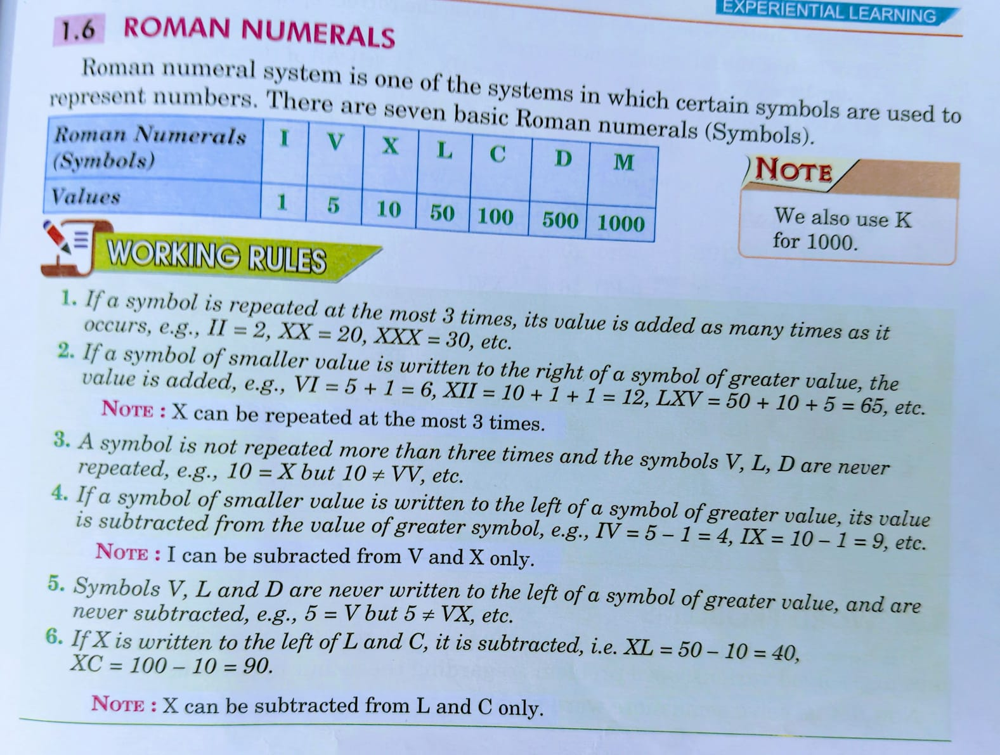 EXPERIENTIAL LEARNING
1.6 ROMAN NUMERALS
Roman numeral system is one of the systems in which certain symbols are used to
represent numbers. There are seven basic Roman numerals (Symbols).
Roman Numerals (Symbols) I V X L C D M
Values 1 5 10 50 100 500 1000
NOTE
We also use K
for 1000.
WORKING RULES
1. If a symbol is repeated at the most 3 times, its value is added as many times as it
occurs, e.g., II = 2, XX = 20, XXX = 30, etc.
2. If a symbol of smaller value is written to the right of a symbol of greater value, the
value is added, e.g., VI = 5 + 1 = 6, XII = 10 + 1 + 1 = 12, LXV = 50 + 10 + 5 = 65, etc.
NOTE : X can be repeated at the most 3 times.
3. A symbol is not repeated more than three times and the symbols V, L, D are never
repeated, e.g., 10 = X but 10 ≠ VV, etc.
4. If a symbol of smaller value is written to the left of a symbol of greater value, its value
is subtracted from the value of greater symbol, e.g., IV = 5 – 1 = 4, IX = 10 – 1 = 9, etc.
NOTE : I can be subracted from V and X only.
5. Symbols V, L and D are never written to the left of a symbol of greater value, and are
never subtracted, e.g., 5 = V but 5 ≠ VX, etc.
6. If X is written to the left of L and C, it is subtracted, i.e. XL = 50 – 10 = 40,
XC = 100 – 10 = 90.
NOTE : X can be subtracted from L and C only.